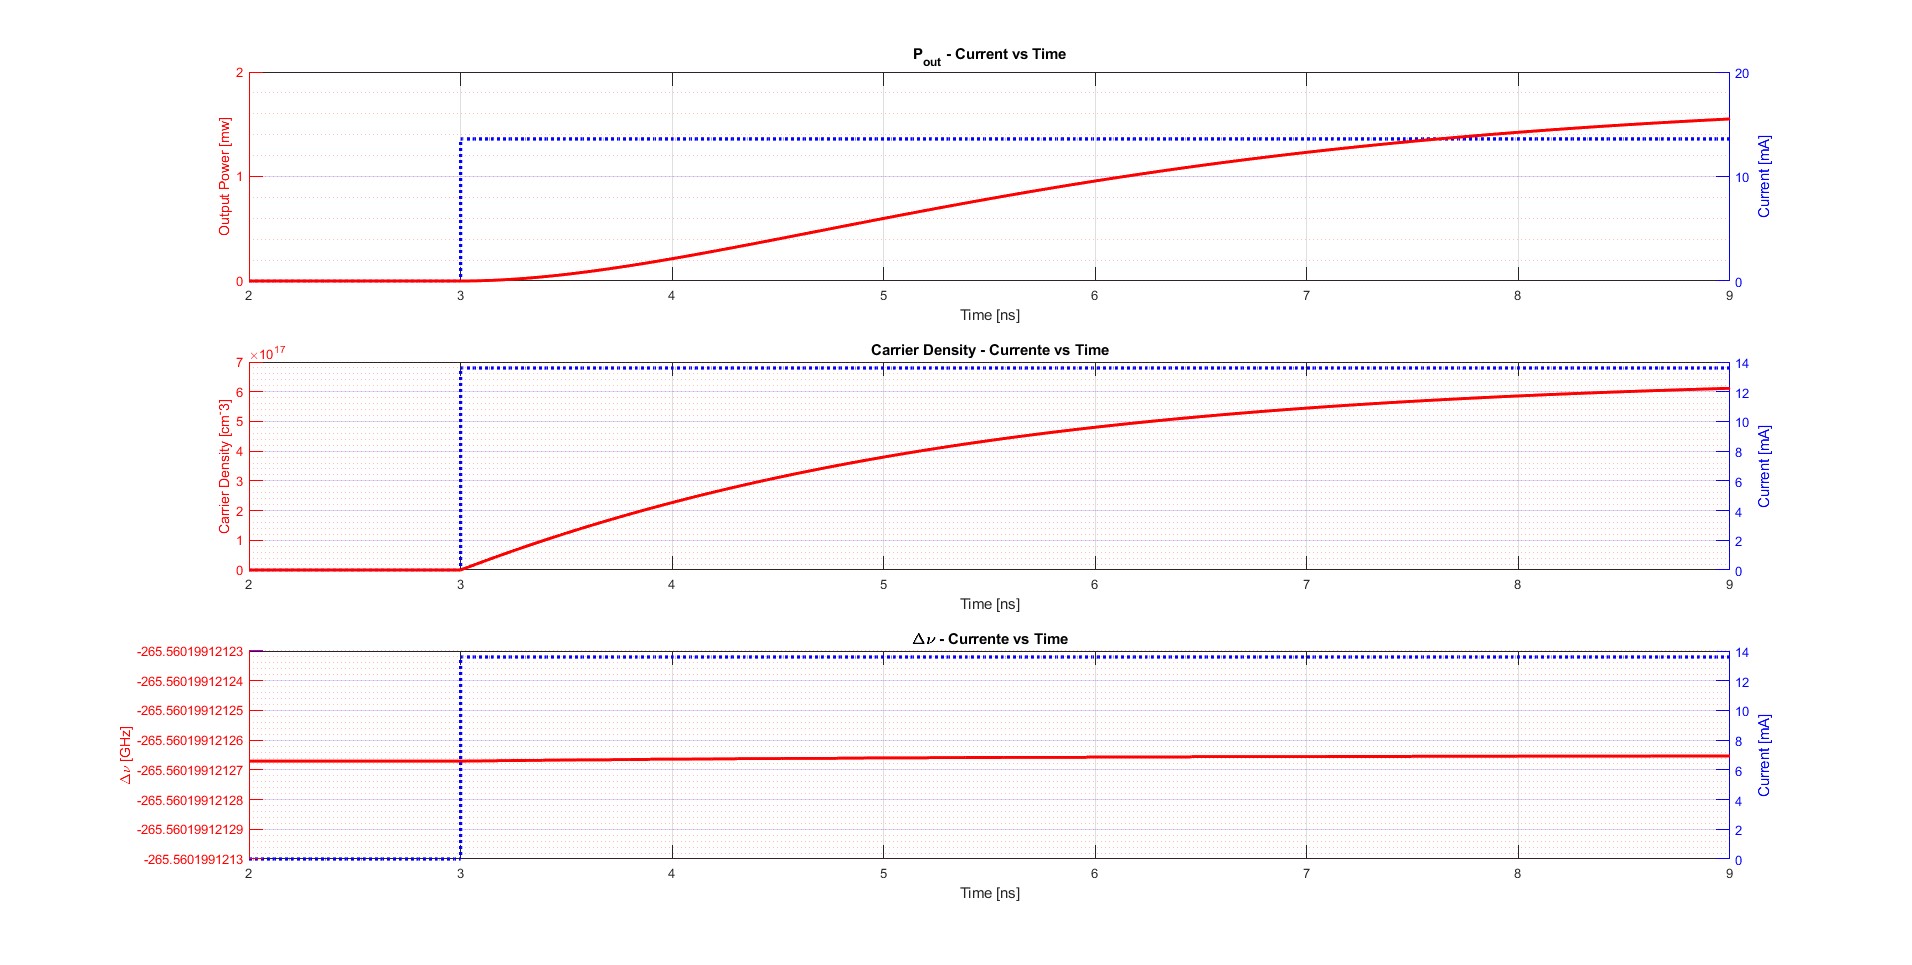 P_out - Current vs Time
2
1
0
Output Power [mw]
20
10
0
Current [mA]
2 3 4 5 6 7 8 9
Time [ns]
Carrier Density - Currente vs Time
×10^17
7
6
5
4
3
2
1
0
Carrier Density [cm^-3]
14
12
10
8
6
4
2
0
Current [mA]
2 3 4 5 6 7 8 9
Time [ns]
Δν - Currente vs Time
-265.56019912123
-265.56019912124
-265.56019912125
-265.56019912126
-265.56019912127
-265.56019912128
-265.56019912129
-265.5601991213
Δν [GHz]
14
12
10
8
6
4
2
0
Current [mA]
2 3 4 5 6 7 8 9
Time [ns]